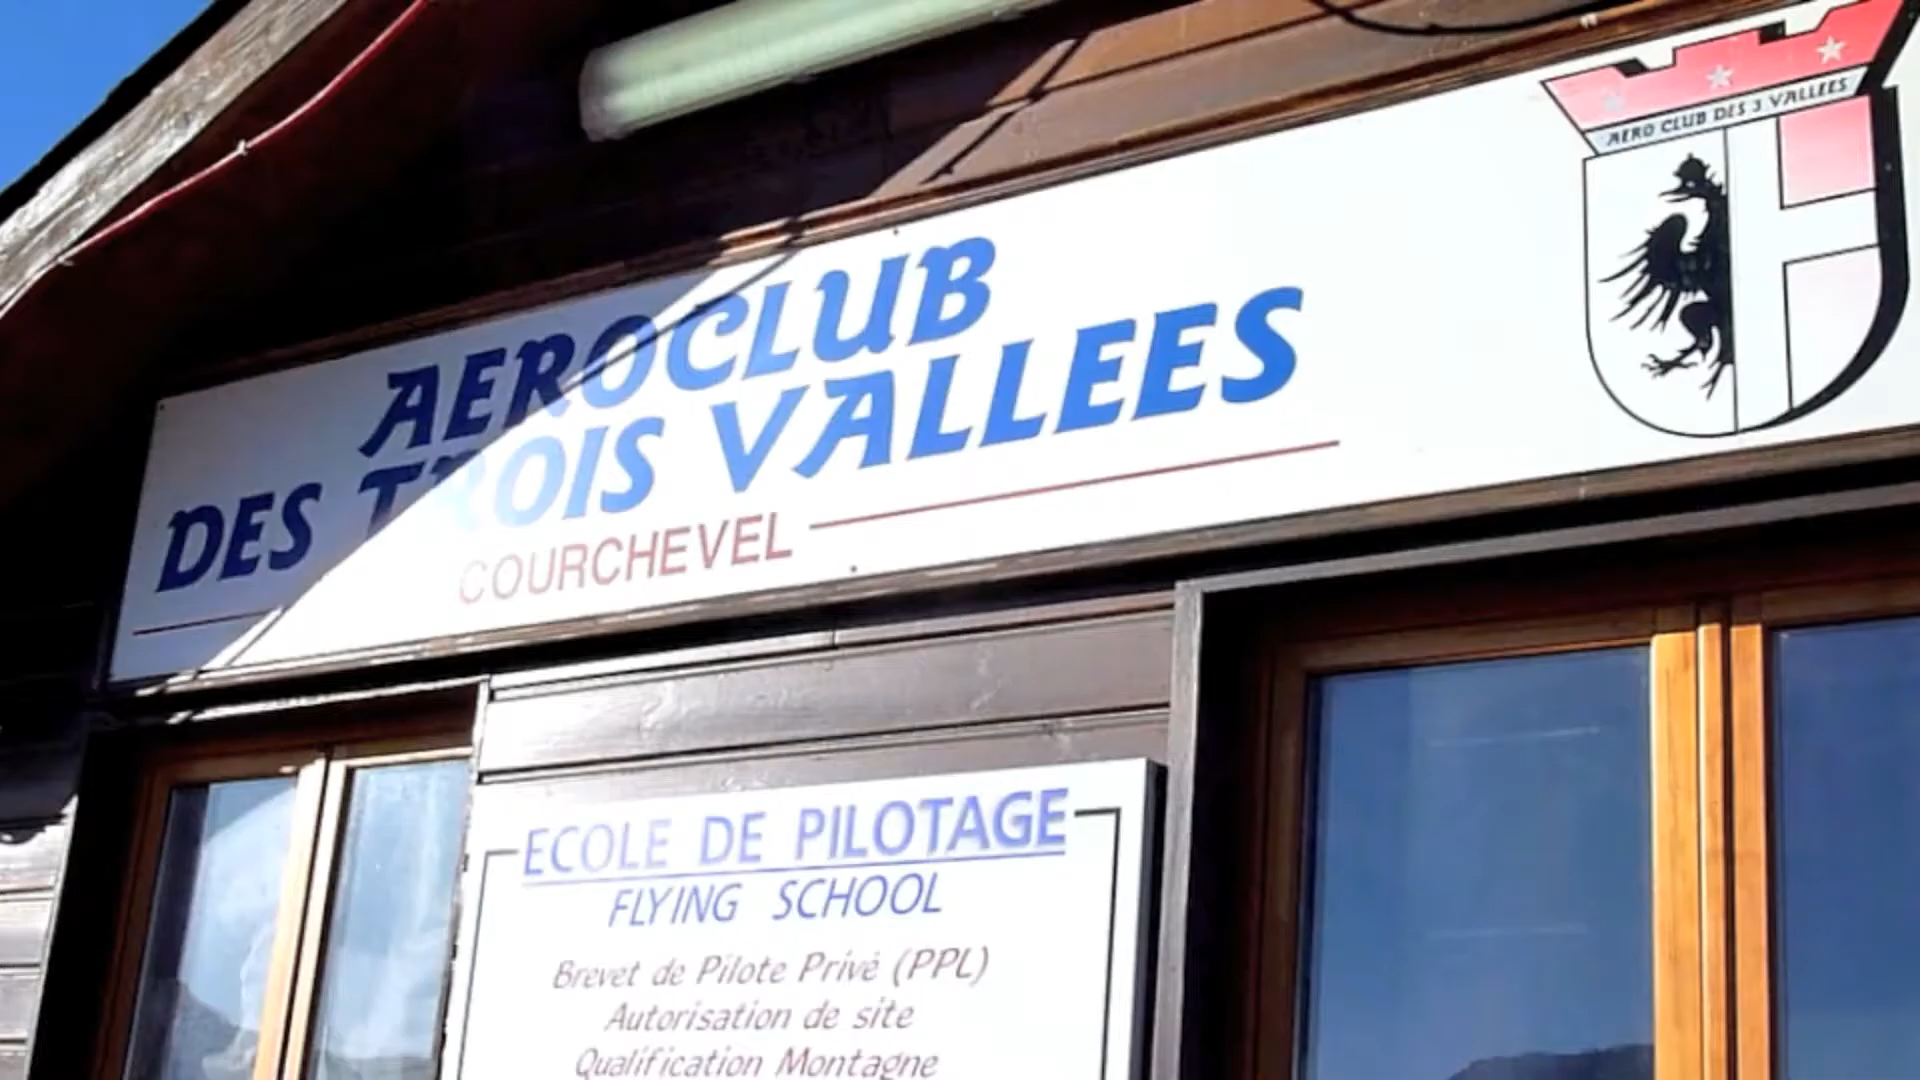 AERO CLUB DES 3 VALLEES
AEROCLUB
DES TROIS VALLEES
COURCHEVEL
ECOLE DE PILOTAGE
FLYING SCHOOL
Brevet de Pilote Privé (PPL)
Autorisation de site
Qualification Montagne